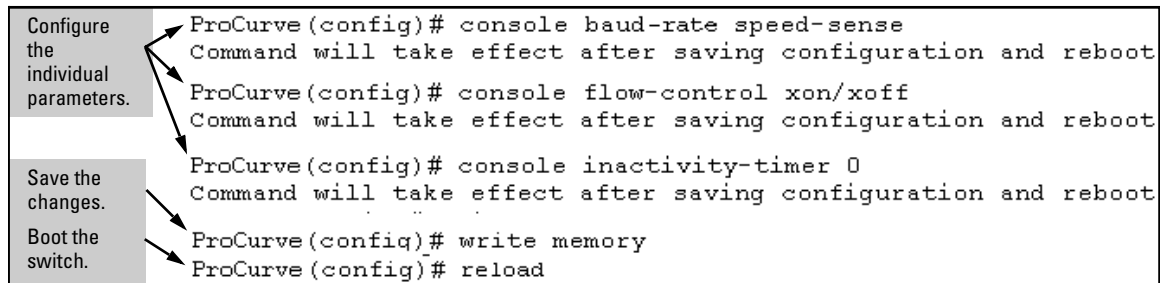 Configure
the
individual
parameters.
ProCurve(config)# console baud-rate speed-sense
Command will take effect after saving configuration and reboot
ProCurve(config)# console flow-control xon/xoff
Command will take effect after saving configuration and reboot
ProCurve(config)# console inactivity-timer 0
Command will take effect after saving configuration and reboot
Save the
changes.
ProCurve(config)# write memory
Boot the
switch.
ProCurve(config)# reload